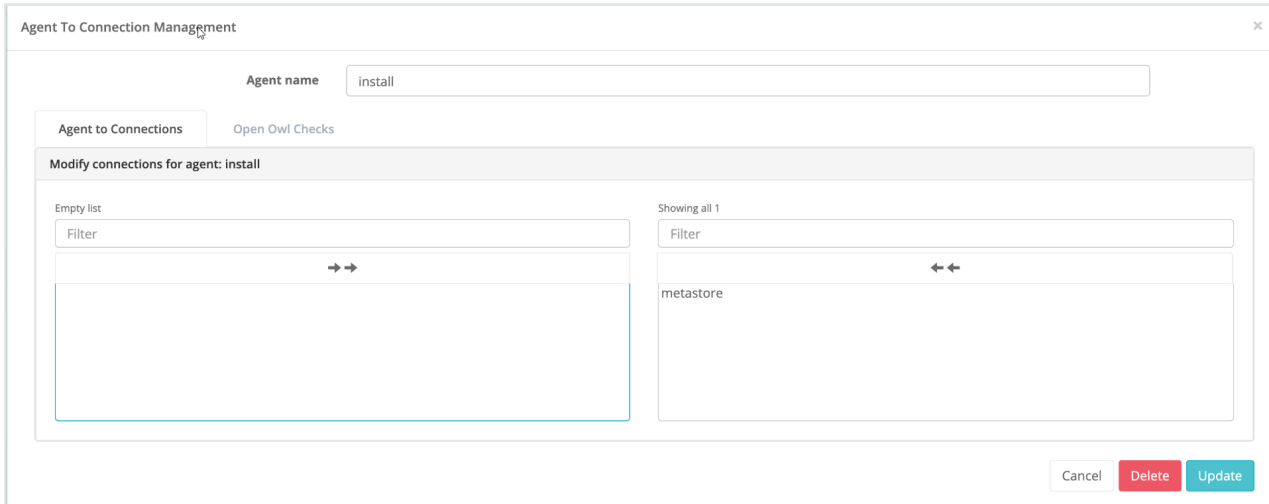 Agent To Connection Management
×
Agent name
install
Agent to Connections
Open Owl Checks
Modify connections for agent: install
Empty list
Showing all 1
Filter
Filter
metastore
Cancel
Delete
Update